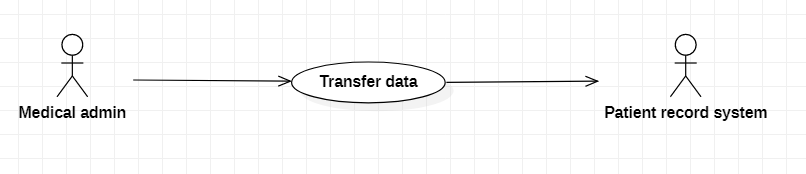 Transfer data
Medical admin
Patient record system